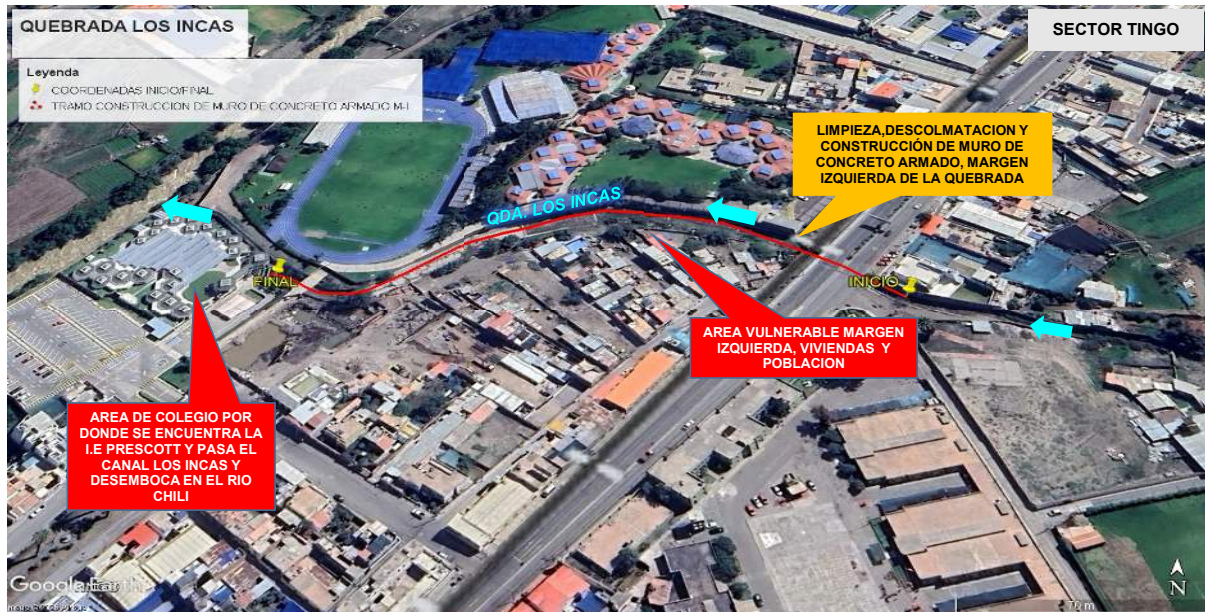 QUEBRADA LOS INCAS
SECTOR TINGO
Leyenda
COORDENADAS INICIO/FINAL
TRAMO CONSTRUCCION DE MURO DE CONCRETO ARMADO M-I
LIMPIEZA,DESCOLMATACION Y
CONSTRUCCIÓN DE MURO DE
CONCRETO ARMADO, MARGEN
IZQUIERDA DE LA QUEBRADA
QDA. LOS INCAS
FINAL
INICIO
AREA VULNERABLE MARGEN
IZQUIERDA, VIVIENDAS Y
POBLACION
AREA DE COLEGIO POR
DONDE SE ENCUENTRA LA
I.E PRESCOTT Y PASA EL
CANAL LOS INCAS Y
DESEMBOCA EN EL RIO
CHILI
Google Earth
N
70 m